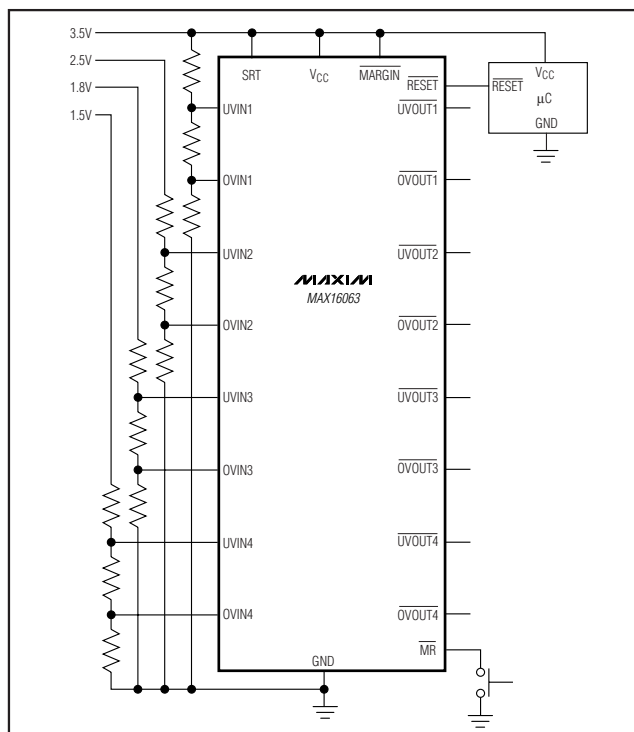 3.5V
2.5V
1.8V
1.5V
SRT
VCC
MARGIN
RESET
UVIN1
OVIN1
UVIN2
OVIN2
UVIN3
OVIN3
UVIN4
OVIN4
MAXIM
MAX16063
UVOUT1
OVOUT1
UVOUT2
OVOUT2
UVOUT3
OVOUT3
UVOUT4
OVOUT4
MR
GND
VCC
RESET
μC
GND